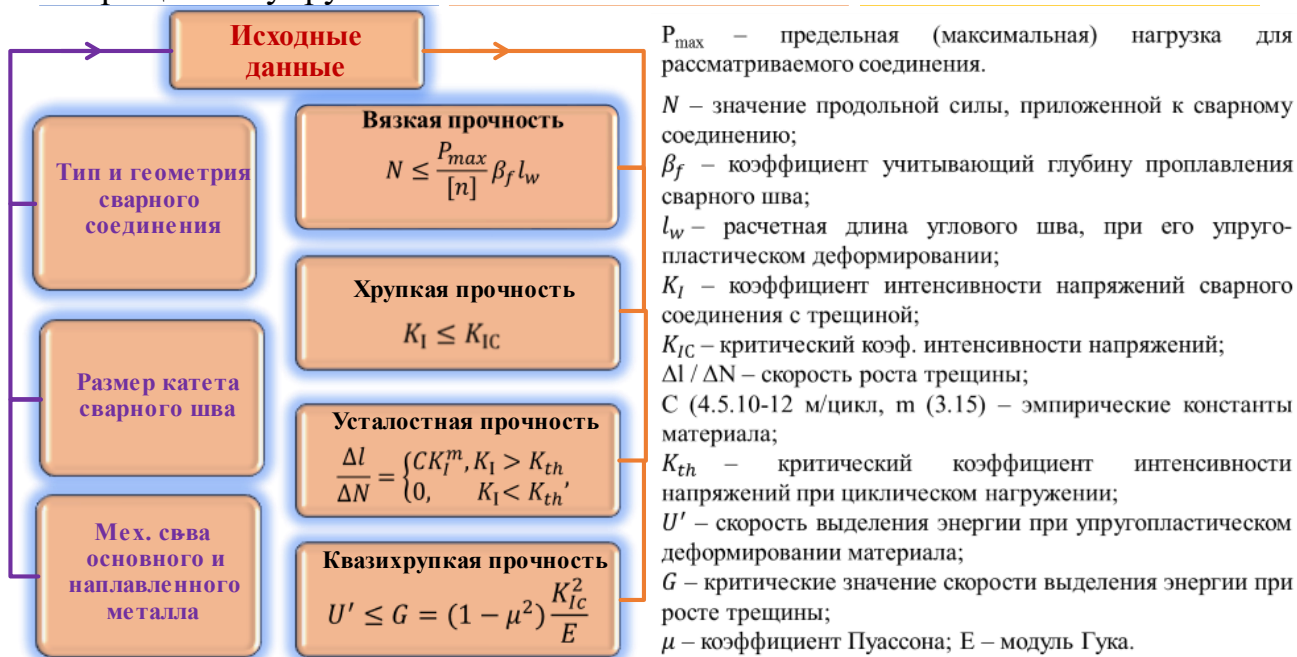 Исходные
данные
Тип и геометрия
сварного
соединения
Размер катета
сварного шва
Мех. св-ва
основного и
наплавленного
металла
Вязкая прочность
N ≤ P_max / [n] β_f l_w
Хрупкая прочность
K_I ≤ K_IC
Усталостная прочность
Δl / ΔN = { CK_I^m, K_I > K_th
0, K_I < K_th ,
Квазихрупкая прочность
U′ ≤ G = (1 − μ²) K_Ic² / E
P_max – предельная (максимальная) нагрузка для
рассматриваемого соединения.
N – значение продольной силы, приложенной к сварному
соединению;
β_f – коэффициент учитывающий глубину проплавления
сварного шва;
l_w – расчетная длина углового шва, при его упруго-
пластическом деформировании;
K_I – коэффициент интенсивности напряжений сварного
соединения с трещиной;
K_IC – критический коэф. интенсивности напряжений;
Δl / ΔN – скорость роста трещины;
C (4.5.10-12 м/цикл, m (3.15) – эмпирические константы
материала;
K_th – критический коэффициент интенсивности
напряжений при циклическом нагружении;
U′ – скорость выделения энергии при упругопластическом
деформировании материала;
G – критические значение скорости выделения энергии при
росте трещины;
μ – коэффициент Пуассона; E – модуль Гука.